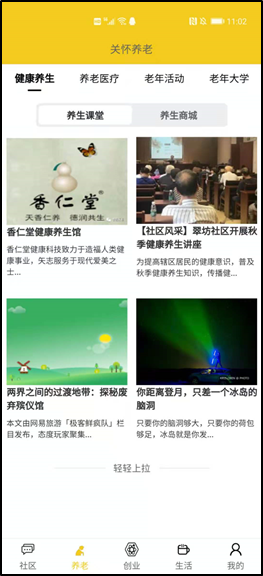 11:02
关怀养老
健康养生 养老医疗 老年活动 老年大学
养生课堂 养生商城
香仁堂
天香仁养 德润共生
香仁堂健康养生馆
香仁堂健康科技致力于造福人类健
康事业，矢志服务于现代爱美之
士...
【社区风采】翠坊社区开展秋
季健康养生讲座
为提高辖区居民的健康意识，普及
秋季健康养生知识，传播健...
两界之间的过渡地带：探秘废
弃殡仪馆
本文由网易旅游「极客鲜疯队」栏
目发布，态度玩家聚集...
你距离登月，只差一个冰岛的
脑洞
只要你的脑洞够大，只要你的荷包
够足，冰岛就是你发...
轻轻上拉
社区 养老 创业 生活 我的